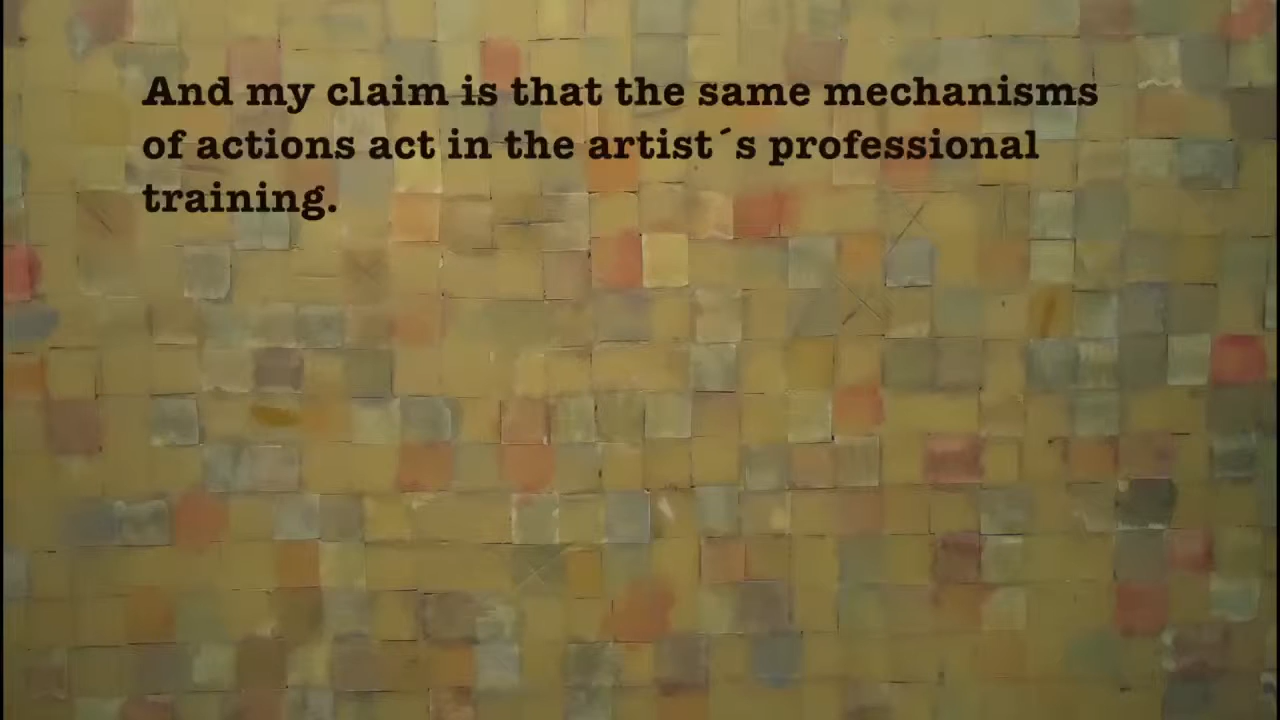 And my claim is that the same mechanisms
of actions act in the artist´s professional
training.